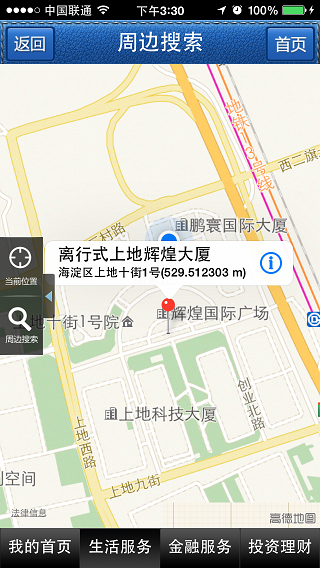 中国联通
下午3:30
100%
返回
周边搜索
首页
地铁13号线
西二旗
村路
鹏寰国际大厦
离行式上地辉煌大厦
海淀区上地十街1号(529.512303 m)
当前位置
周边搜索
辉煌国际广场
地十街1号院
创业北路
上地科技大厦
上地西路
上地九街
创空间
法律信息
高德地图
我的首页
生活服务
金融服务
投资理财